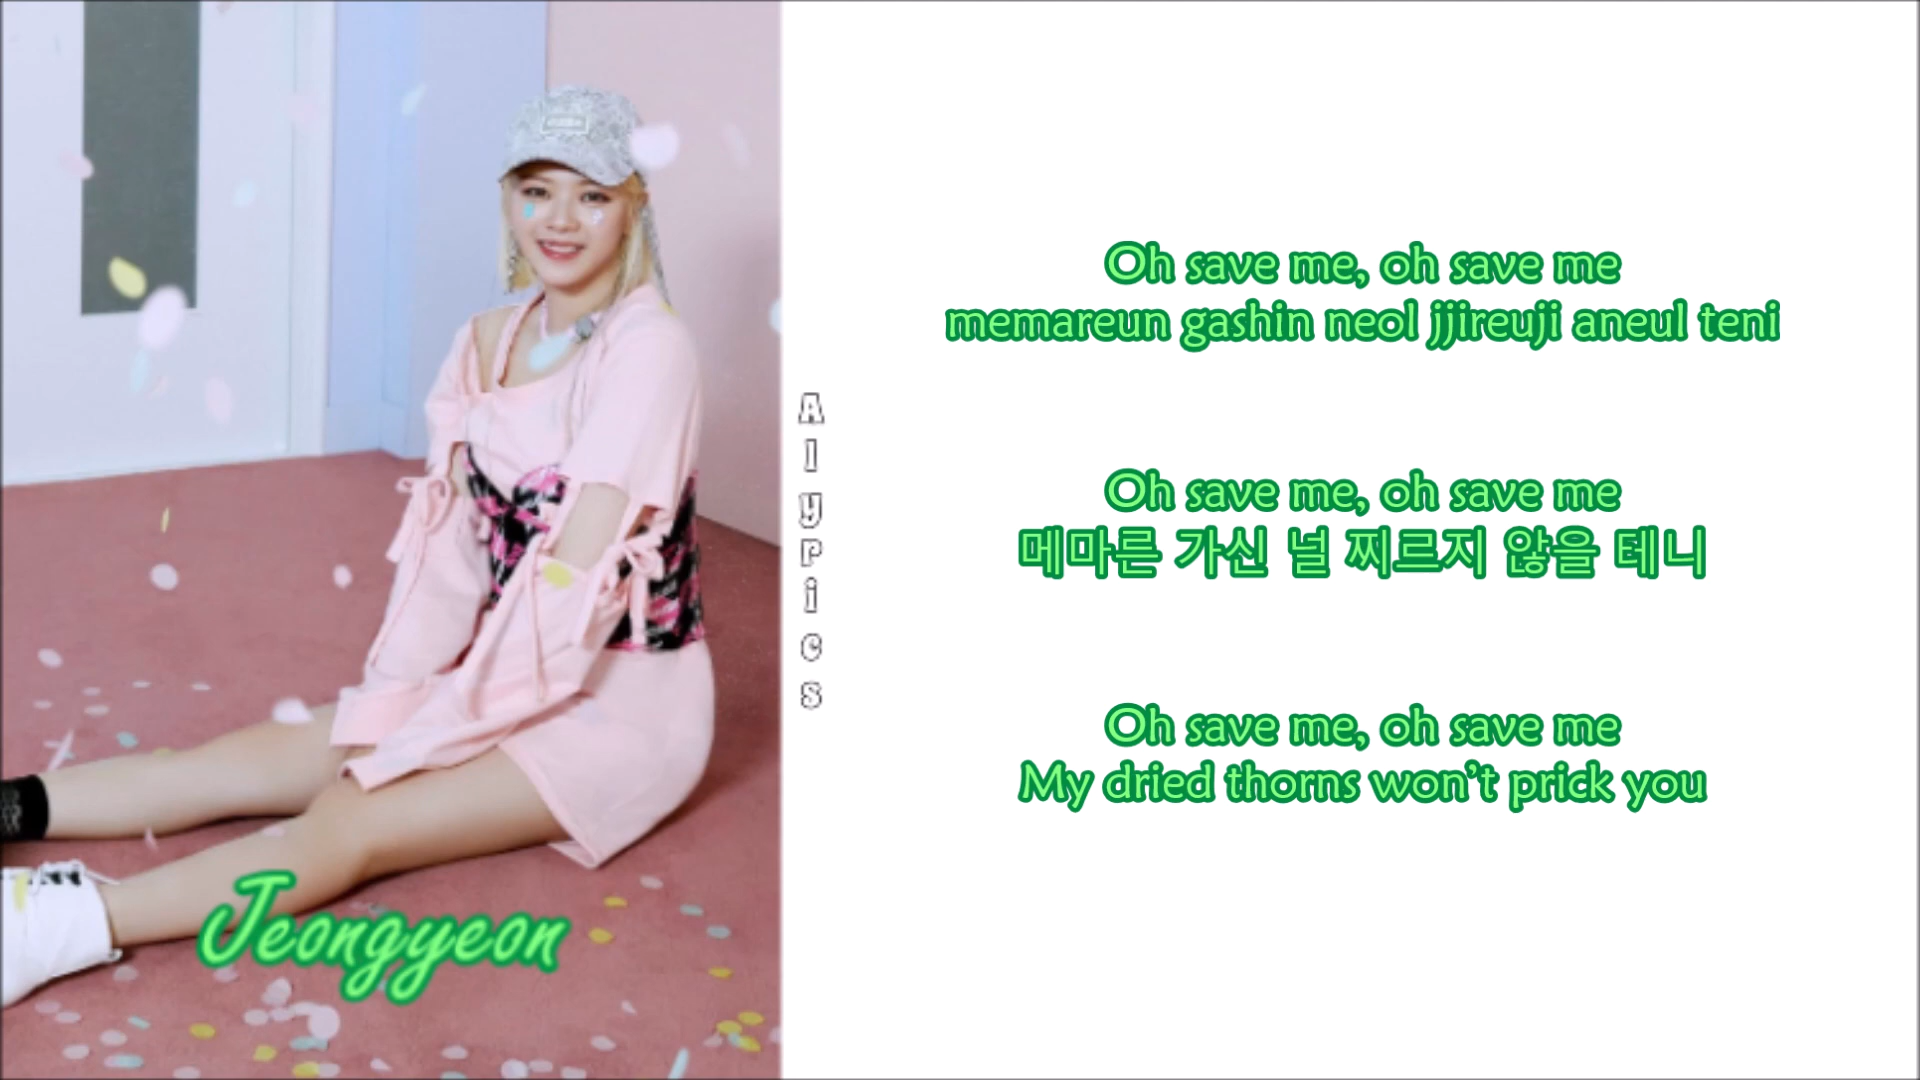 Jeongyeon
AlyPics
Oh save me, oh save me
memareun gashin neol jjireuji aneul teni
Oh save me, oh save me
메마른 가신 널 찌르지 않을 테니
Oh save me, oh save me
My dried thorns won't prick you